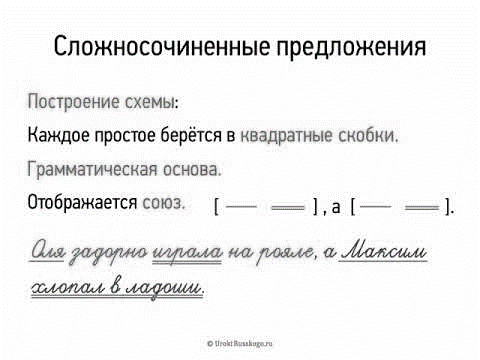 Сложносочиненные предложения
Построение схемы:
Каждое простое берётся в квадратные скобки.
Грамматическая основа.
Отображается союз. [ — = ] , а [ — = ].
Оля задорно играла на рояле, а Максим
хлопал в ладоши.
© UrokiRusskogo.ru